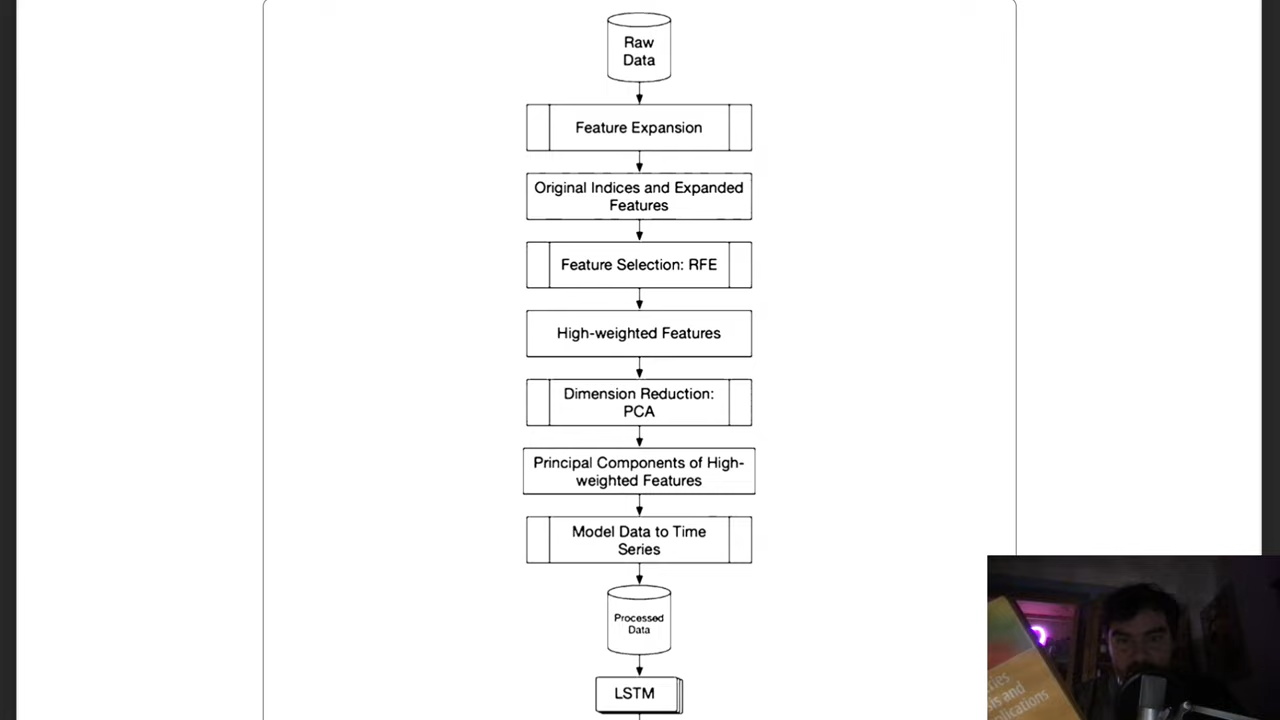 Raw
Data
Feature Expansion
Original Indices and Expanded
Features
Feature Selection: RFE
High-weighted Features
Dimension Reduction:
PCA
Principal Components of High-
weighted Features
Model Data to Time
Series
Processed
Data
LSTM